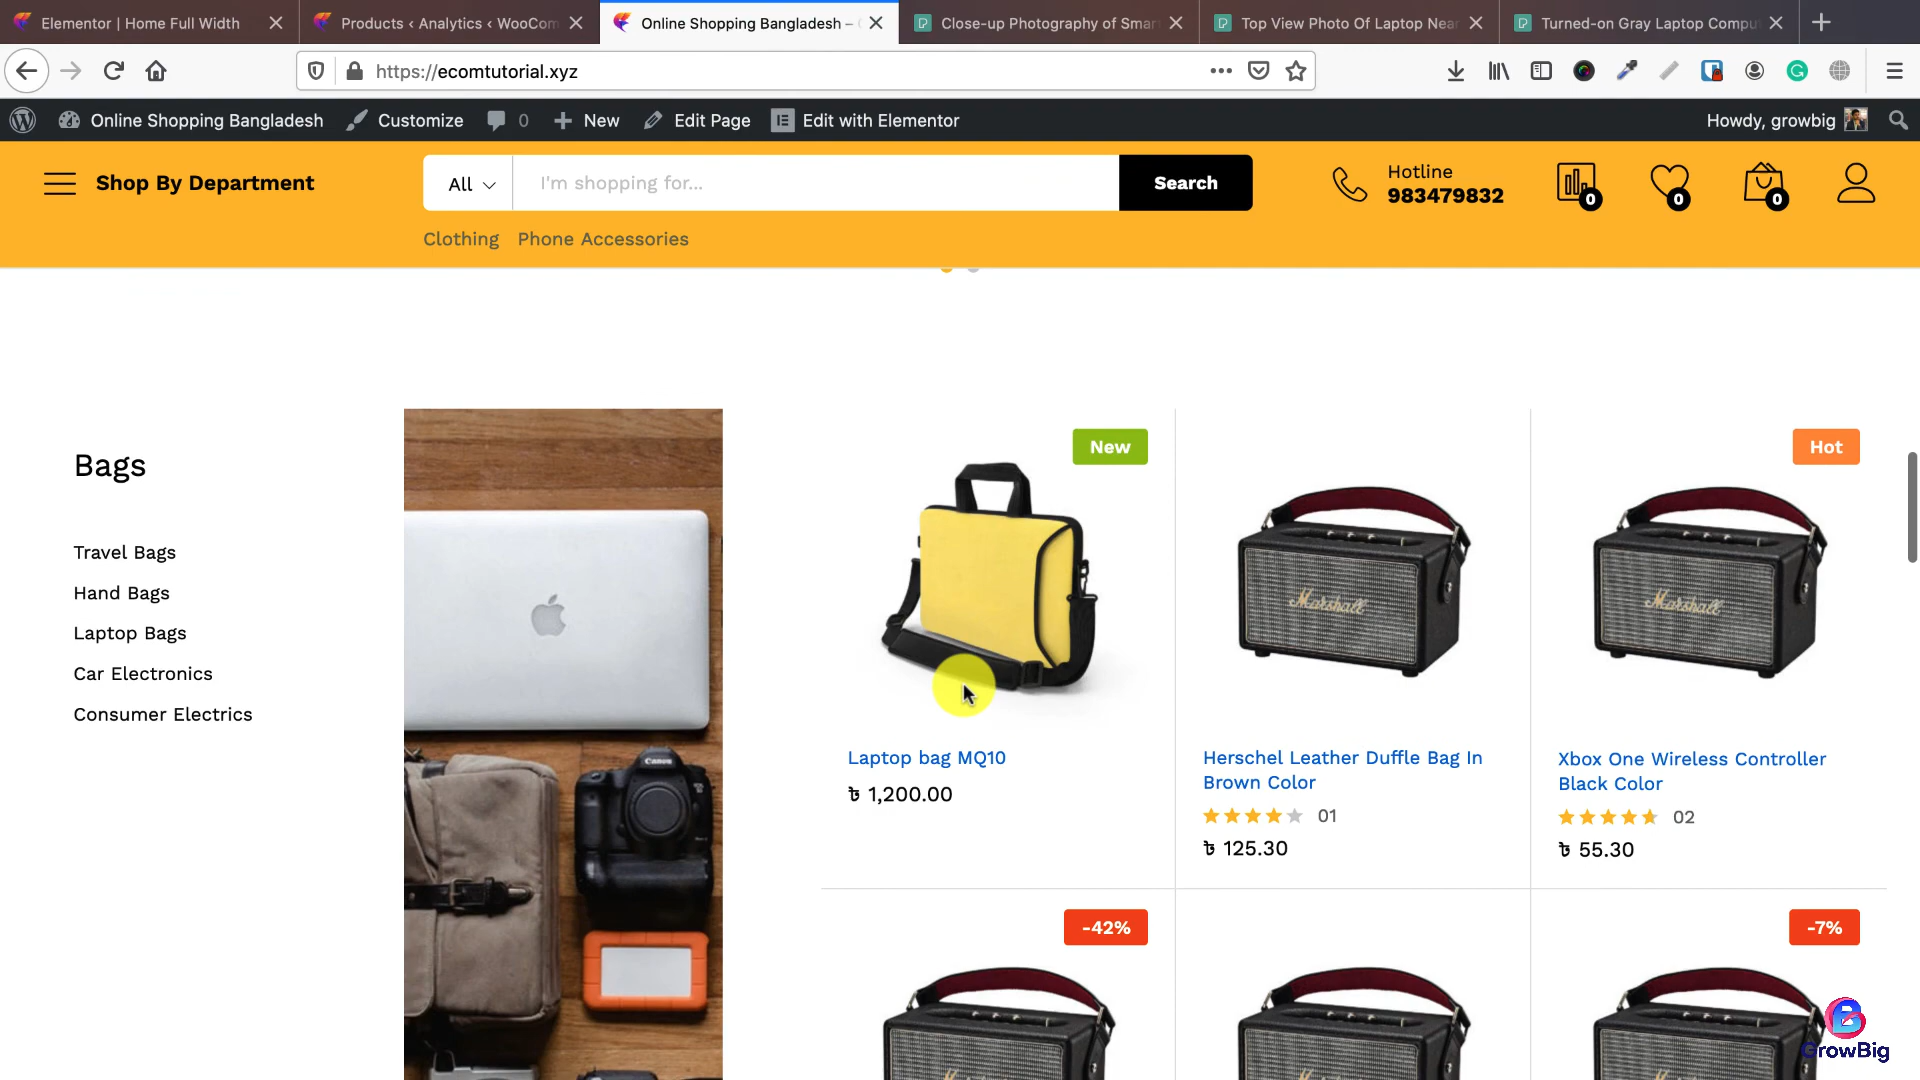 Elementor | Home Full Width
Products ‹ Analytics ‹ WooCom
Online Shopping Bangladesh –
Close-up Photography of Smar
Top View Photo Of Laptop Near
Turned-on Gray Laptop Compu
https://ecomtutorial.xyz
Online Shopping Bangladesh
Customize
0
New
Edit Page
Edit with Elementor
Howdy, growbig
Shop By Department
All
I'm shopping for...
Search
Hotline
983479832
0
0
0
Clothing
Phone Accessories
Bags
Travel Bags
Hand Bags
Laptop Bags
Car Electronics
Consumer Electrics
Canon
New
Laptop bag MQ10
৳ 1,200.00
Marshall
Herschel Leather Duffle Bag In
Brown Color
01
৳ 125.30
Hot
Marshall
Xbox One Wireless Controller
Black Color
02
৳ 55.30
-42%
-7%
GrowBig